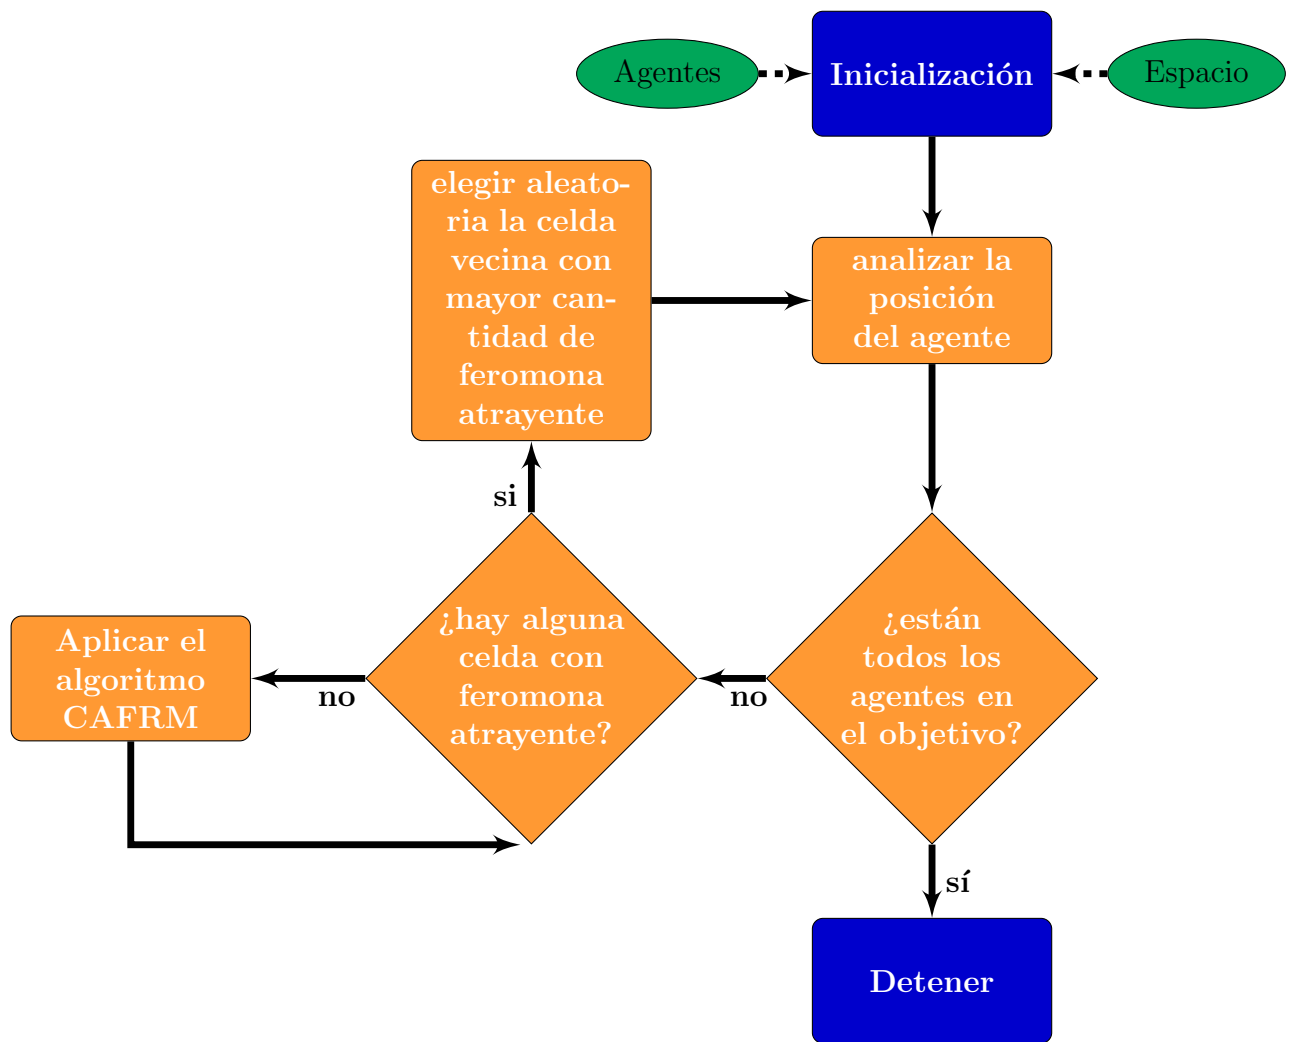 Agentes
Inicialización
Espacio
elegir aleato-
ria la celda
vecina con
mayor can-
tidad de
feromona
atrayente
analizar la
posición
del agente
si
¿hay alguna
celda con
feromona
atrayente?
¿están
todos los
agentes en
el objetivo?
Aplicar el
algoritmo
CAFRM
no
no
sí
Detener